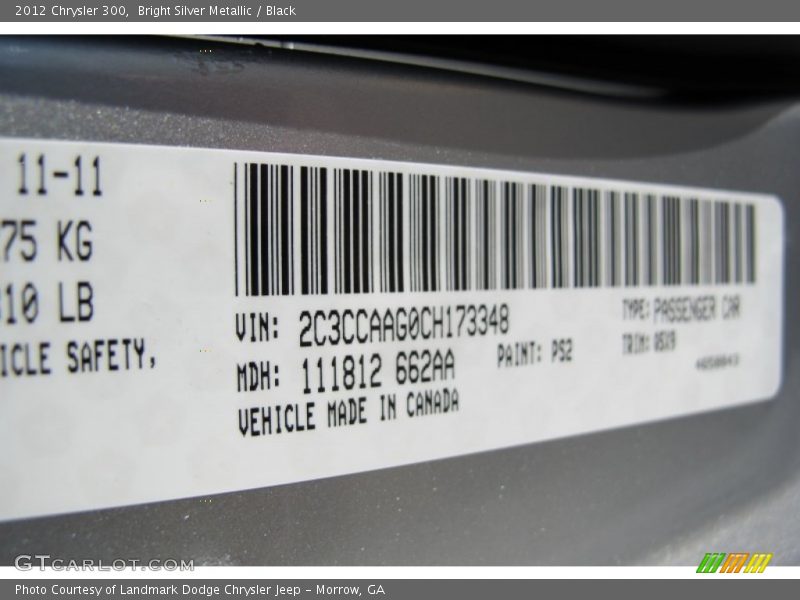 2012 Chrysler 300,  Bright Silver Metallic / Black
11-11
75 KG
10 LB
ICLE SAFETY,
VIN: 2C3CCAAG0CH173348
TYPE: PASSENGER CAR
MDH: 111812 662AA
PAINT: PS2
TRIM:
VEHICLE MADE IN CANADA
GTCARLOT.COM
Photo Courtesy of Landmark Dodge Chrysler Jeep – Morrow, GA